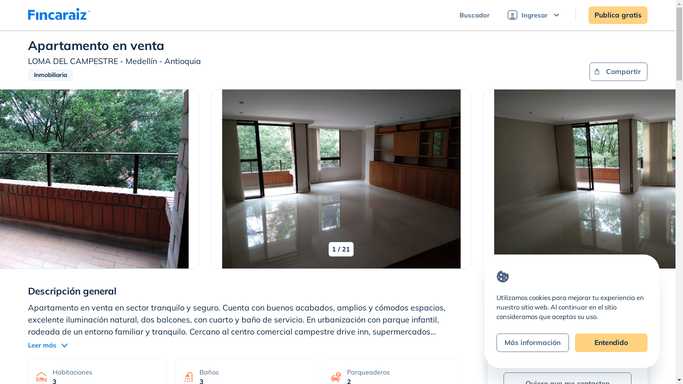 Fincaraiz
Buscador
Ingresar
Publica gratis
Apartamento en venta
LOMA DEL CAMPESTRE - Medellín - Antioquia
Inmobiliaria
Compartir
1 / 21
Descripción general
Apartamento en venta en sector tranquilo y seguro. Cuenta con buenos acabados, amplios y cómodos espacios,
excelente iluminación natural, dos balcones, con cuarto y baño de servicio. En urbanización con parque infantil,
rodeada de un entorno familiar y tranquilo. Cercano al centro comercial campestre drive inn, supermercados...
Leer más
Habitaciones
3
Baños
3
Parqueaderos
2
Utilizamos cookies para mejorar tu experiencia en
nuestro sitio web. Al continuar en el sitio
consideramos que aceptas su uso.
Más información
Entendido
Quiero que me contacten